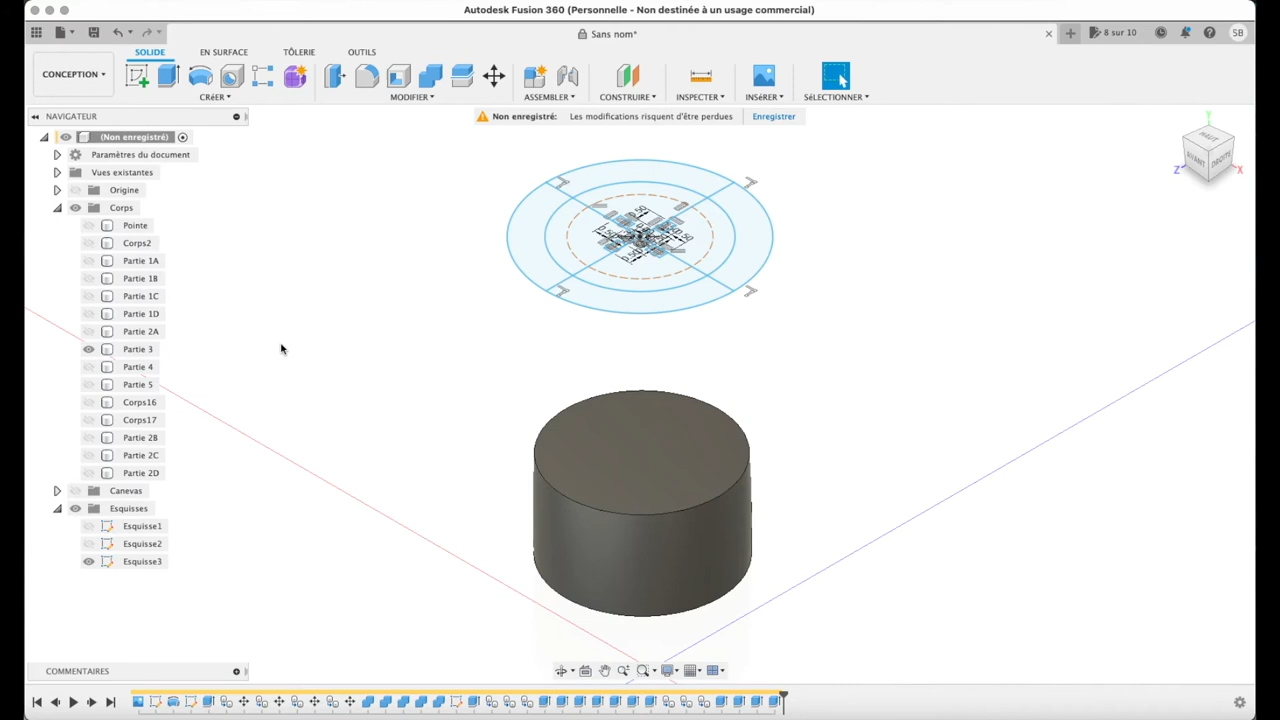 Autodesk Fusion 360 (Personnelle - Non destinée à un usage commercial)
Sans nom*
8 sur 10
SB
SOLIDE
EN SURFACE
TÔLERIE
OUTILS
CONCEPTION
CRÉER
MODIFIER
ASSEMBLER
CONSTRUIRE
INSPECTER
INSÉRER
SÉLECTIONNER
NAVIGATEUR
Non enregistré:
Les modifications risquent d'être perdues
Enregistrer
(Non enregistré)
Paramètres du document
Vues existantes
Origine
Corps
Pointe
Corps2
Partie 1A
Partie 1B
Partie 1C
Partie 1D
Partie 2A
Partie 3
Partie 4
Partie 5
Corps16
Corps17
Partie 2B
Partie 2C
Partie 2D
Canevas
Esquisses
Esquisse1
Esquisse2
Esquisse3
Y
HAUT
AVANT
DROITE
Z
X
COMMENTAIRES